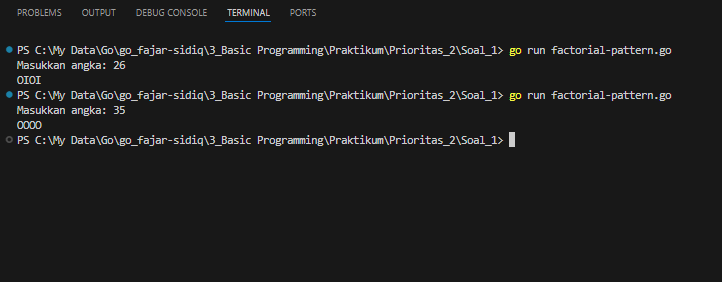 PROBLEMS OUTPUT DEBUG CONSOLE TERMINAL PORTS
PS C:\My Data\Go\go_fajar-sidiq\3_Basic Programming\Praktikum\Prioritas_2\Soal_1> go run factorial-pattern.go
Masukkan angka: 26
OIOI
PS C:\My Data\Go\go_fajar-sidiq\3_Basic Programming\Praktikum\Prioritas_2\Soal_1> go run factorial-pattern.go
Masukkan angka: 35
OOOO
PS C:\My Data\Go\go_fajar-sidiq\3_Basic Programming\Praktikum\Prioritas_2\Soal_1>